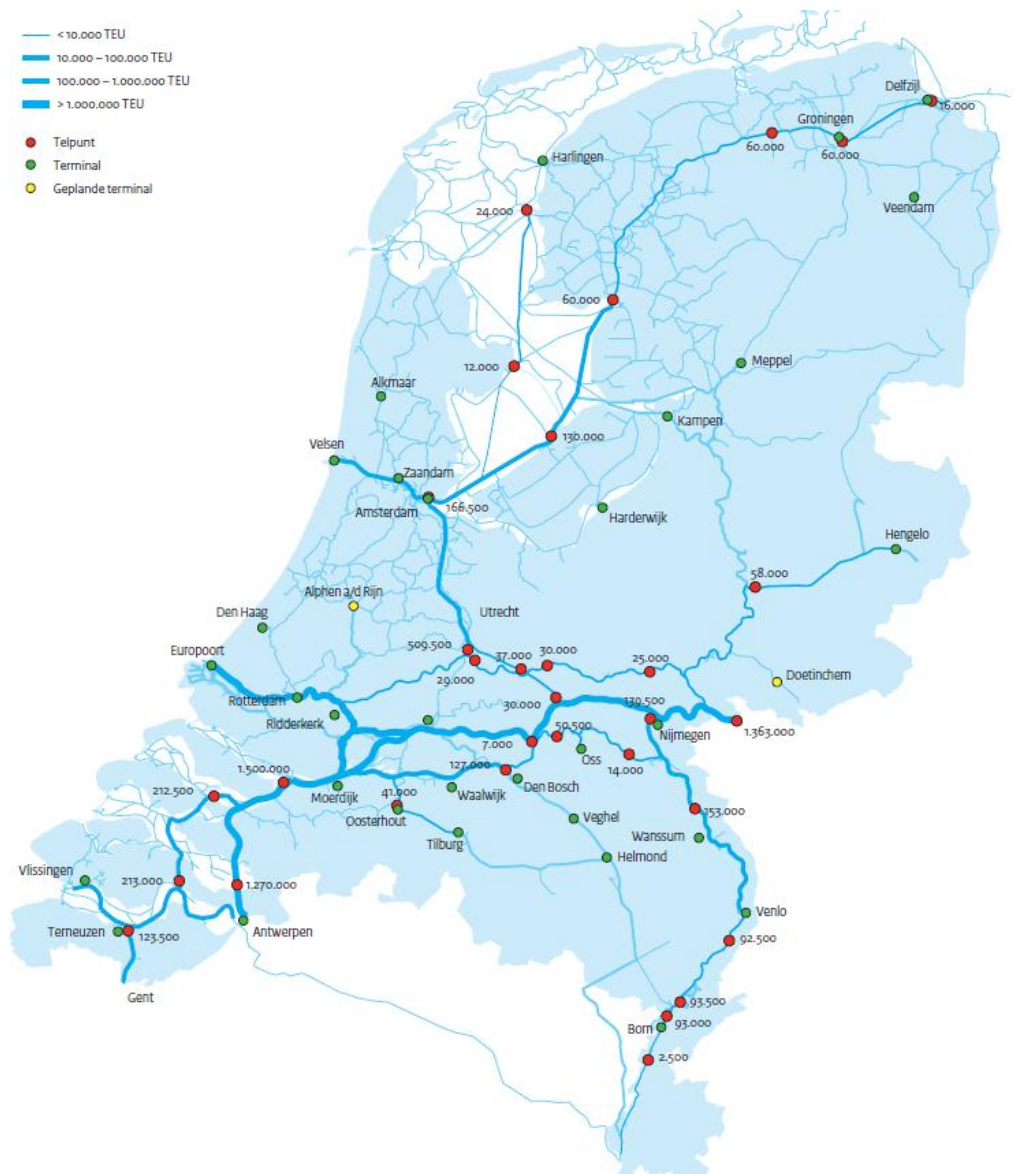 < 10.000 TEU
10.000 – 100.000 TEU
100.000 – 1.000.000 TEU
> 1.000.000 TEU
Telpunt
Terminal
Geplande terminal
Delfzijl
16.000
Groningen
60.000
60.000
Harlingen
Veendam
24.000
60.000
12.000
Meppel
Alkmaar
Kampen
130.000
Velsen
Zaandam
Amsterdam
166.500
Harderwijk
Hengelo
58.000
Alphen a/d Rijn
Den Haag
Utrecht
Europoort
509.500
37.000
30.000
25.000
29.000
Doetinchem
Rotterdam
30.000
139.500
Ridderkerk
50.500
Nijmegen
1.363.000
7.000
Oss
1.500.000
127.000
14.000
Moerdijk
41.000
Waalwijk
Den Bosch
212.500
Oosterhout
Veghel
153.000
Tilburg
Wanssum
Helmond
Vlissingen
213.000
1.270.000
Venlo
Terneuzen
123.500
Antwerpen
92.500
Gent
93.500
Born
93.000
2.500